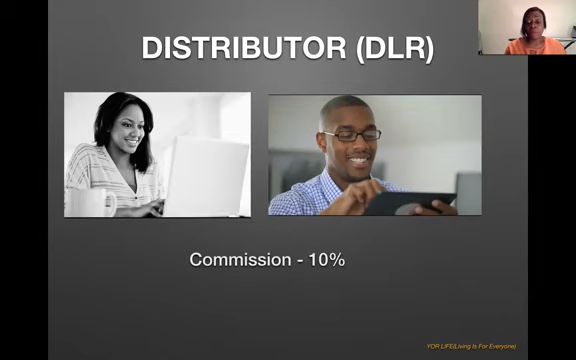 DISTRIBUTOR (DLR)
Commission - 10%
YOR LIFE(Living Is For Everyone)